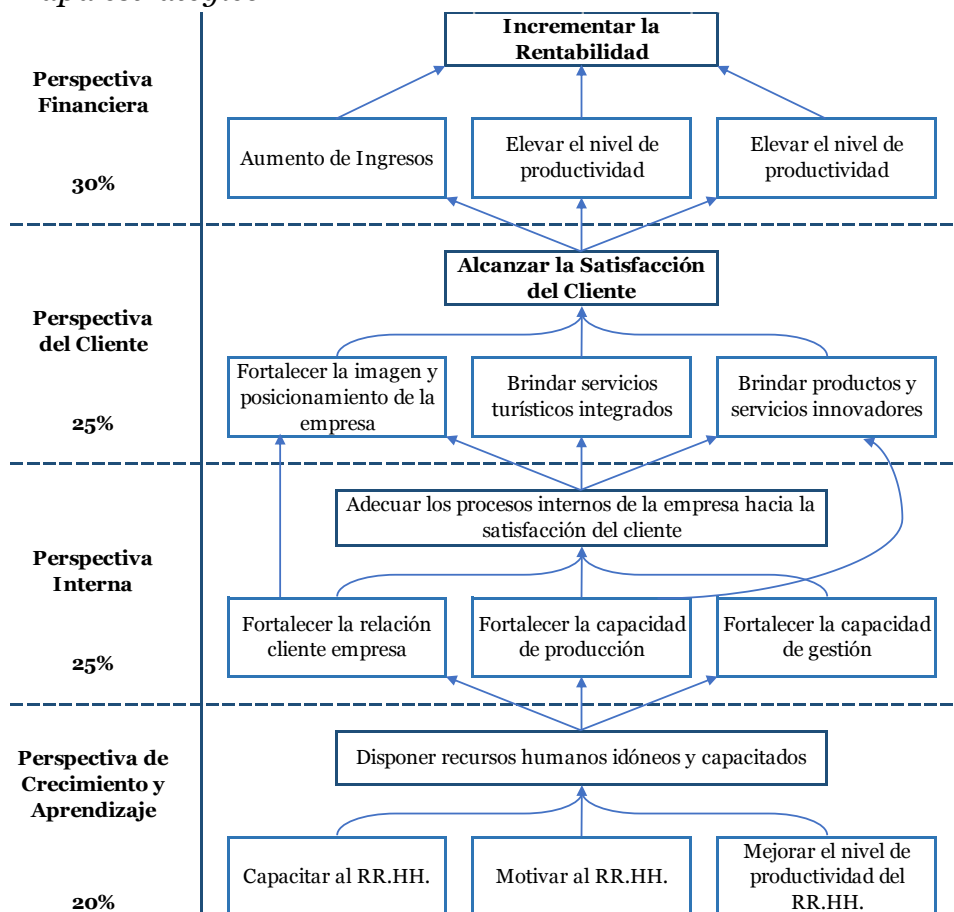 Incrementar la
Rentabilidad
Perspectiva
Financiera
30%
Aumento de Ingresos
Elevar el nivel de
productividad
Elevar el nivel de
productividad
Alcanzar la Satisfacción
del Cliente
Perspectiva
del Cliente
25%
Fortalecer la imagen y
posicionamiento de la
empresa
Brindar servicios
turísticos integrados
Brindar productos y
servicios innovadores
Adecuar los procesos internos de la empresa hacia la
satisfacción del cliente
Perspectiva
Interna
25%
Fortalecer la relación
cliente empresa
Fortalecer la capacidad
de producción
Fortalecer la capacidad
de gestión
Disponer recursos humanos idóneos y capacitados
Perspectiva de
Crecimiento y
Aprendizaje
20%
Capacitar al RR.HH.
Motivar al RR.HH.
Mejorar el nivel de
productividad del
RR.HH.